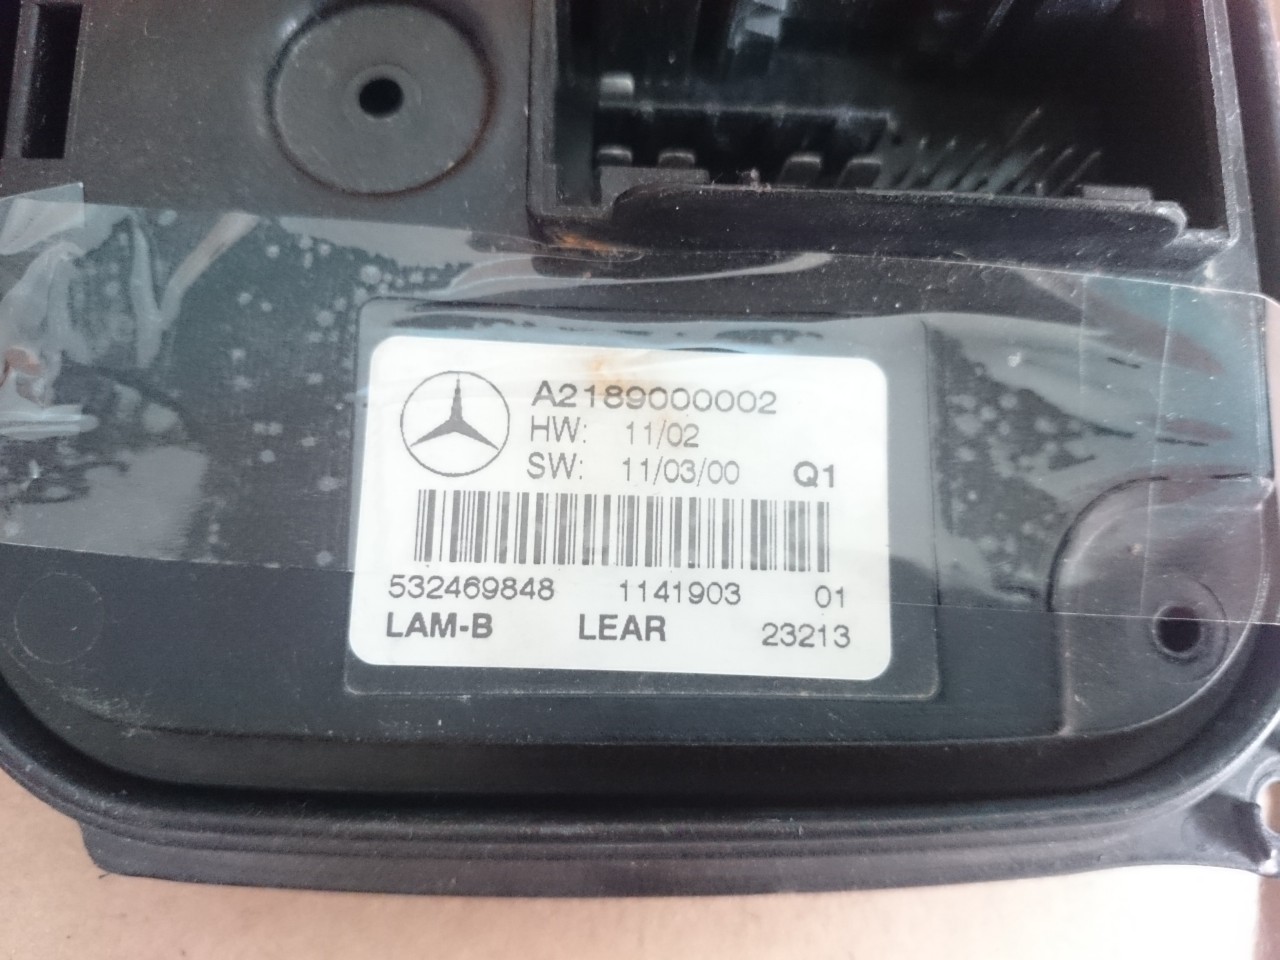 A2189000002
HW: 11/02
SW: 11/03/00 Q1
532469848 1141903 01
LAM-B LEAR 23213